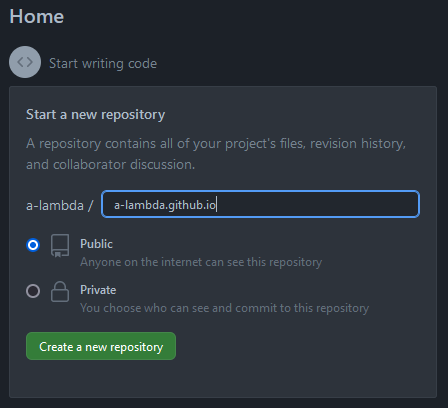 Home
Start writing code
Start a new repository
A repository contains all of your project's files, revision history,
and collaborator discussion.
a-lambda / a-lambda.github.io
Public
Anyone on the internet can see this repository
Private
You choose who can see and commit to this repository
Create a new repository